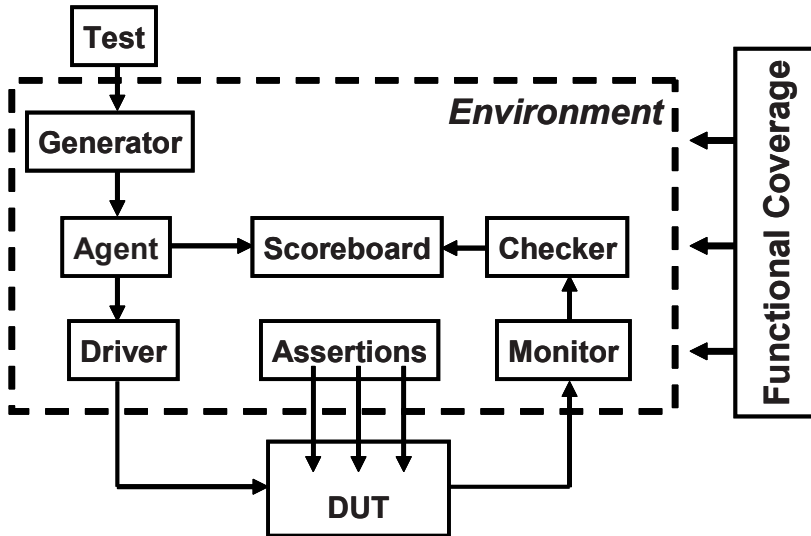 Test
Environment
Generator
Agent
Scoreboard
Checker
Driver
Assertions
Monitor
DUT
Functional Coverage